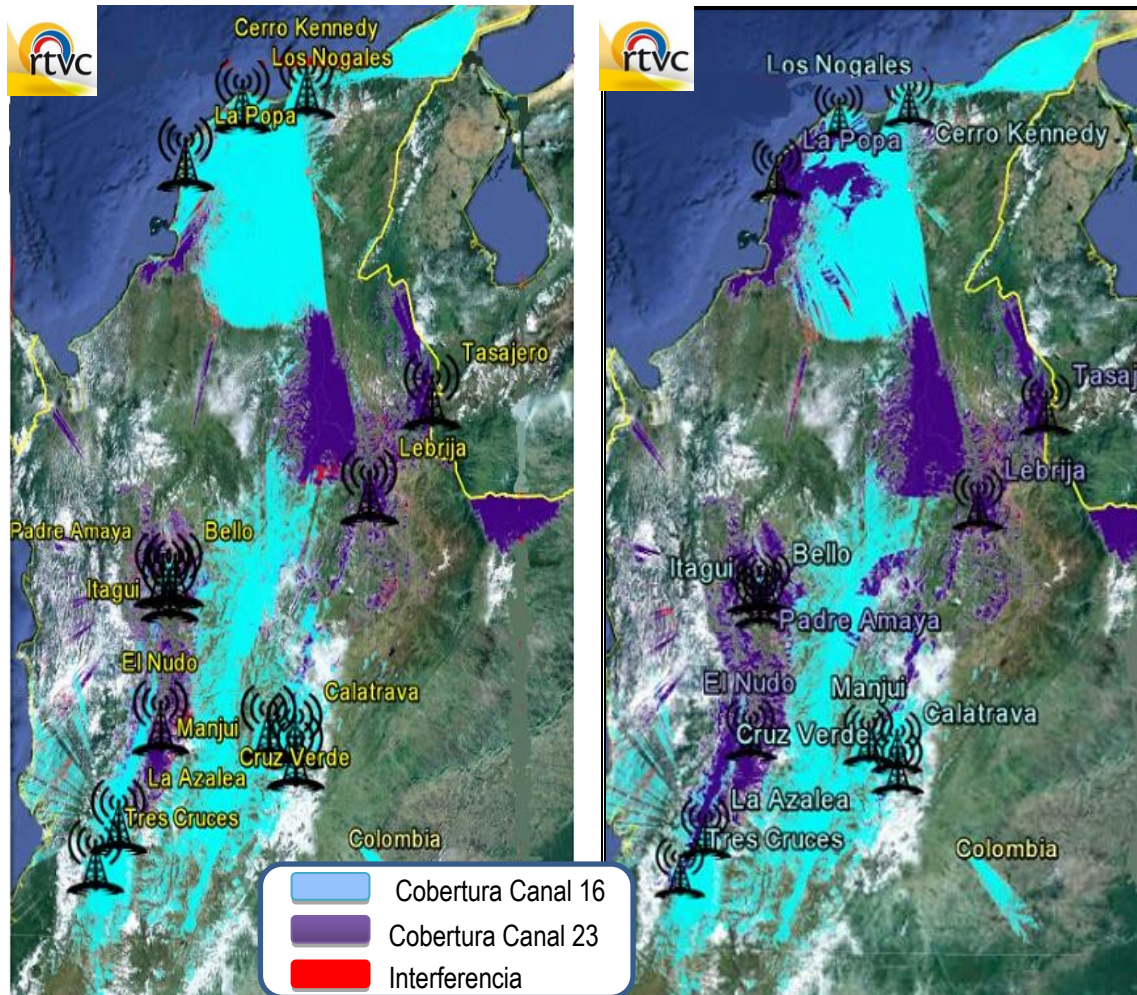 rtvc
Cerro Kennedy
Los Nogales
La Popa
Tasajero
Lebrija
Padre Amaya
Bello
Itagui
El Nudo
Calatrava
Manjui
Cruz Verde
La Azalea
Tres Cruces
Colombia
rtvc
Los Nogales
La Popa
Cerro Kennedy
Tasaj
Lebrija
Bello
Itagui
Padre Amaya
El Nudo
Manjui
Calatrava
Cruz Verde
La Azalea
Tres Cruces
Colombia
Cobertura Canal 16
Cobertura Canal 23
Interferencia